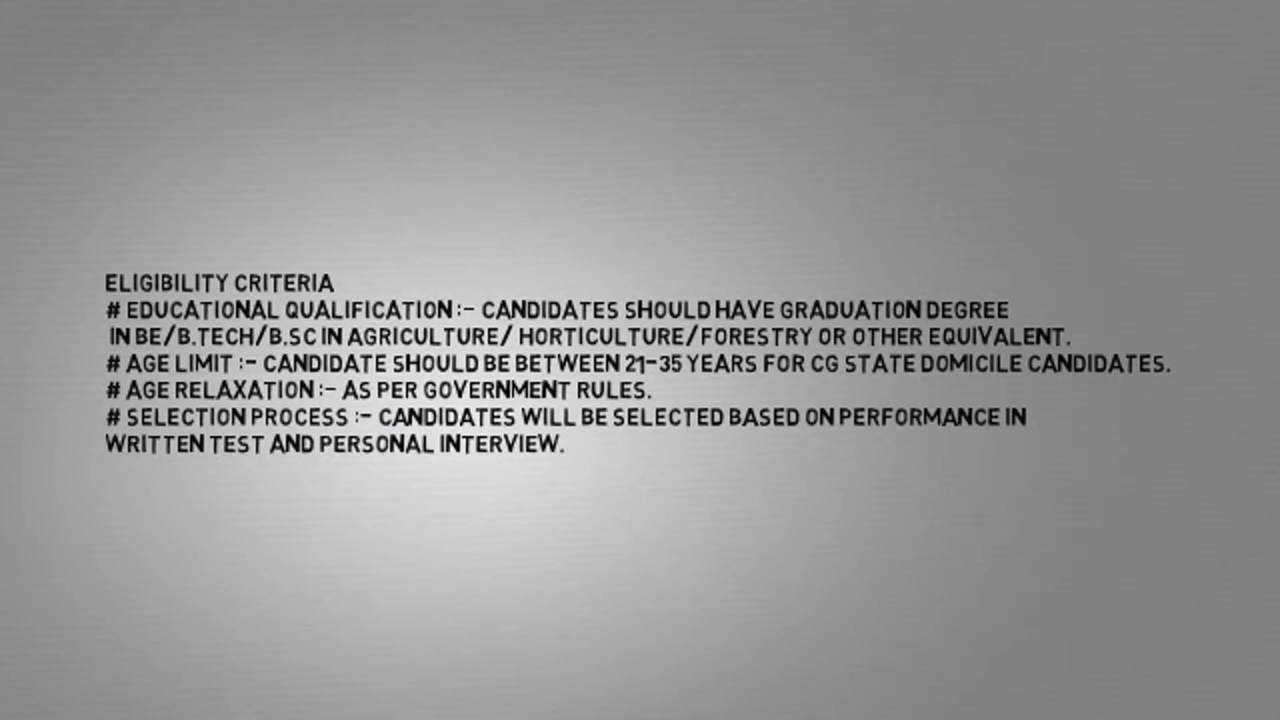 ELIGIBILITY CRITERIA
# EDUCATIONAL QUALIFICATION :- CANDIDATES SHOULD HAVE GRADUATION DEGREE
IN BE/B.TECH/B.SC IN AGRICULTURE/ HORTICULTURE/FORESTRY OR OTHER EQUIVALENT.
# AGE LIMIT :- CANDIDATE SHOULD BE BETWEEN 21-35 YEARS FOR CG STATE DOMICILE CANDIDATES.
# AGE RELAXATION :- AS PER GOVERNMENT RULES.
# SELECTION PROCESS :- CANDIDATES WILL BE SELECTED BASED ON PERFORMANCE IN
WRITTEN TEST AND PERSONAL INTERVIEW.